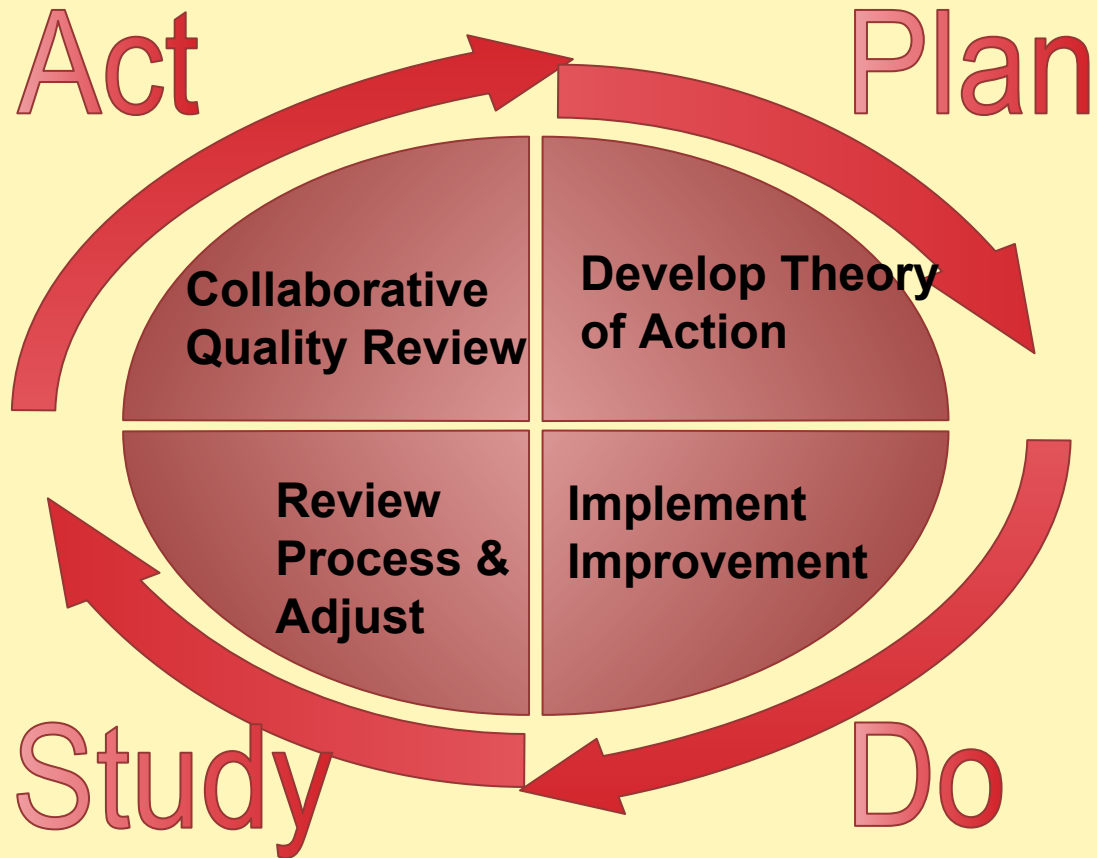 Act
Plan
Collaborative
Quality Review
Develop Theory
of Action
Review
Process &
Adjust
Implement
Improvement
Study
Do